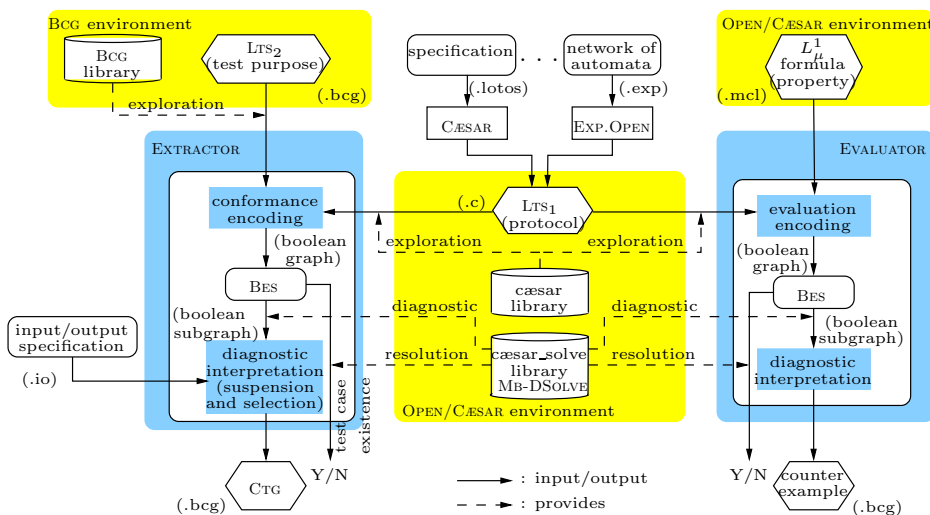 BCG environment
BCG
library
LTS2
(test purpose)
(.bcg)
exploration
specification
. . .
network of
automata
(.lotos)
(.exp)
CÆSAR
EXP.OPEN
OPEN/CÆSAR environment
L1μ
formula
(property)
(.mcl)
EXTRACTOR
conformance
encoding
(boolean
graph)
BES
(boolean
subgraph)
input/output
specification
(.io)
diagnostic
interpretation
(suspension
and selection)
test case
existence
CTG
(.bcg)
Y/N
(.c)
LTS1
(protocol)
exploration
exploration
cæsar
library
diagnostic
diagnostic
resolution
resolution
cæsar_solve
library
MB-DSOLVE
OPEN/CÆSAR environment
EVALUATOR
evaluation
encoding
(boolean
graph)
BES
(boolean
subgraph)
diagnostic
interpretation
Y/N
counter
example
(.bcg)
: input/output
: provides